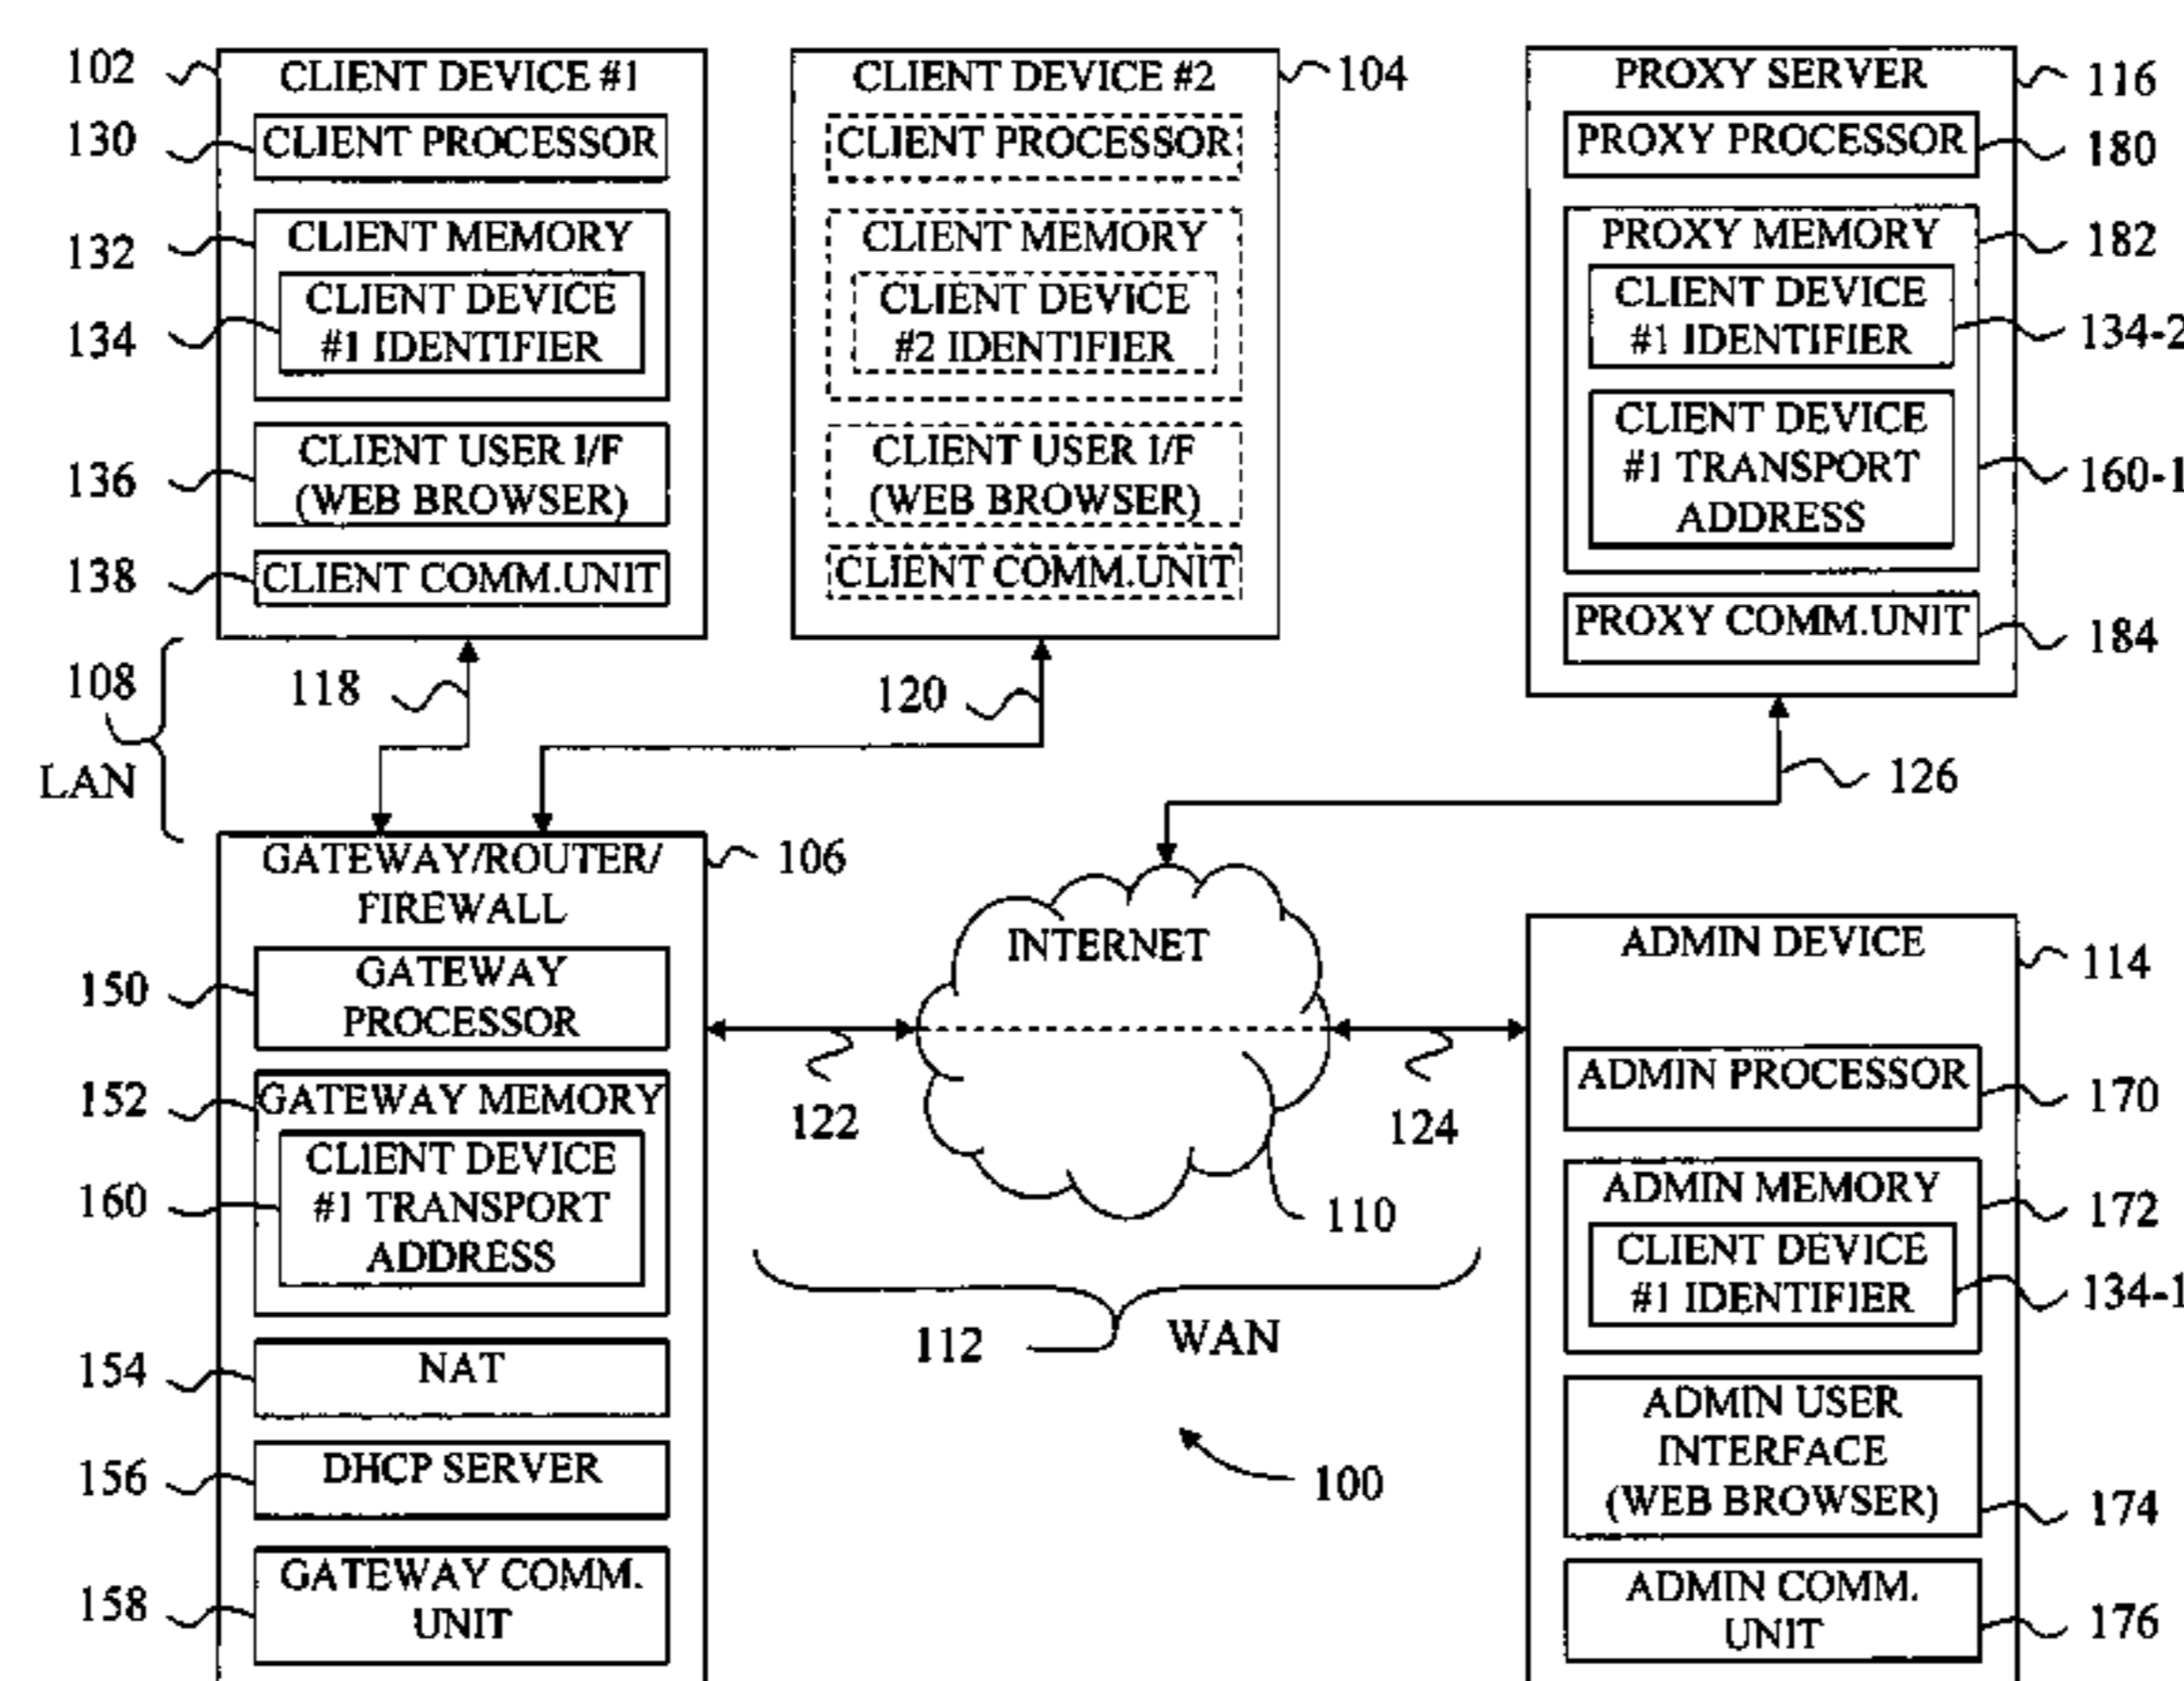 102
CLIENT DEVICE #1
130
CLIENT PROCESSOR
132
CLIENT MEMORY
134
CLIENT DEVICE
#1 IDENTIFIER
136
CLIENT USER I/F
(WEB BROWSER)
138
CLIENT COMM.UNIT
CLIENT DEVICE #2
104
CLIENT PROCESSOR
CLIENT MEMORY
CLIENT DEVICE
#2 IDENTIFIER
CLIENT USER I/F
(WEB BROWSER)
CLIENT COMM.UNIT
PROXY SERVER
116
PROXY PROCESSOR
180
PROXY MEMORY
182
CLIENT DEVICE
#1 IDENTIFIER
134-2
CLIENT DEVICE
#1 TRANSPORT
ADDRESS
160-1
PROXY COMM.UNIT
184
108
LAN
118
120
126
GATEWAY/ROUTER/
FIREWALL
106
150
GATEWAY
PROCESSOR
152
GATEWAY MEMORY
160
CLIENT DEVICE
#1 TRANSPORT
ADDRESS
154
NAT
156
DHCP SERVER
158
GATEWAY COMM.
UNIT
INTERNET
122
124
110
112
WAN
100
ADMIN DEVICE
114
ADMIN PROCESSOR
170
ADMIN MEMORY
172
CLIENT DEVICE
#1 IDENTIFIER
134-1
ADMIN USER
INTERFACE
(WEB BROWSER)
174
ADMIN COMM.
UNIT
176